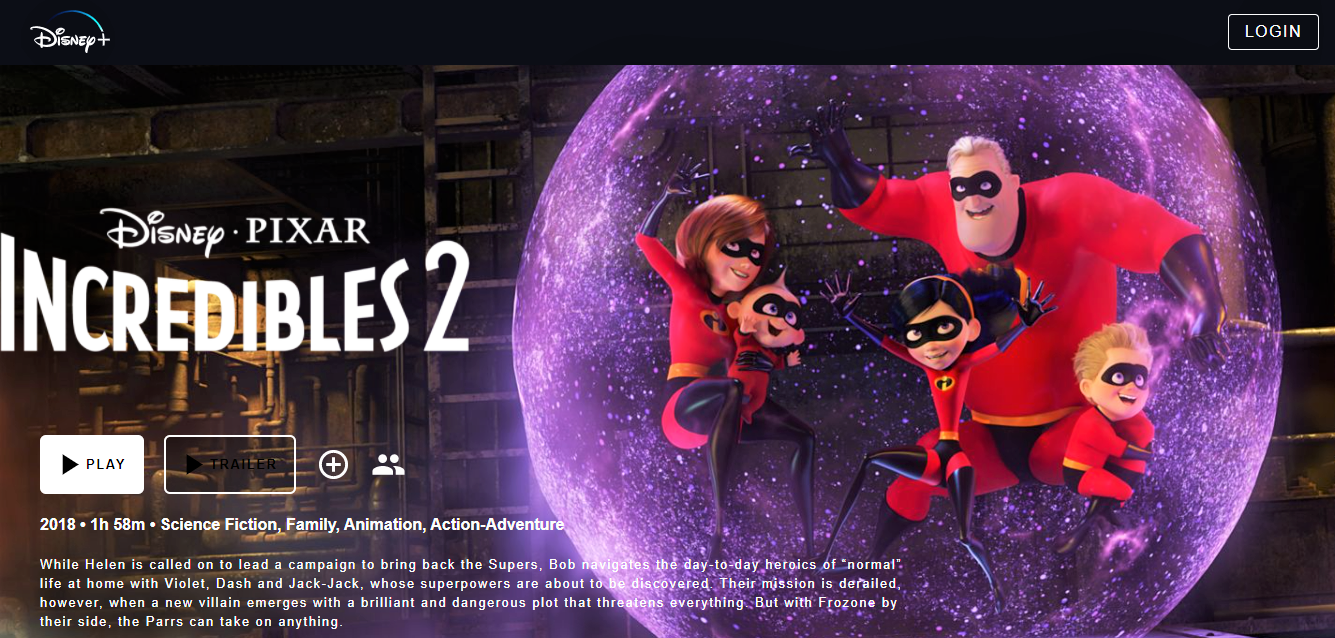 Disney+
LOGIN
Disney · PIXAR
INCREDIBLES 2
PLAY
TRAILER
2018 • 1h 58m • Science Fiction, Family, Animation, Action-Adventure
While Helen is called on to lead a campaign to bring back the Supers, Bob navigates the day-to-day heroics of “normal”
life at home with Violet, Dash and Jack-Jack, whose superpowers are about to be discovered. Their mission is derailed,
however, when a new villain emerges with a brilliant and dangerous plot that threatens everything. But with Frozone by
their side, the Parrs can take on anything.